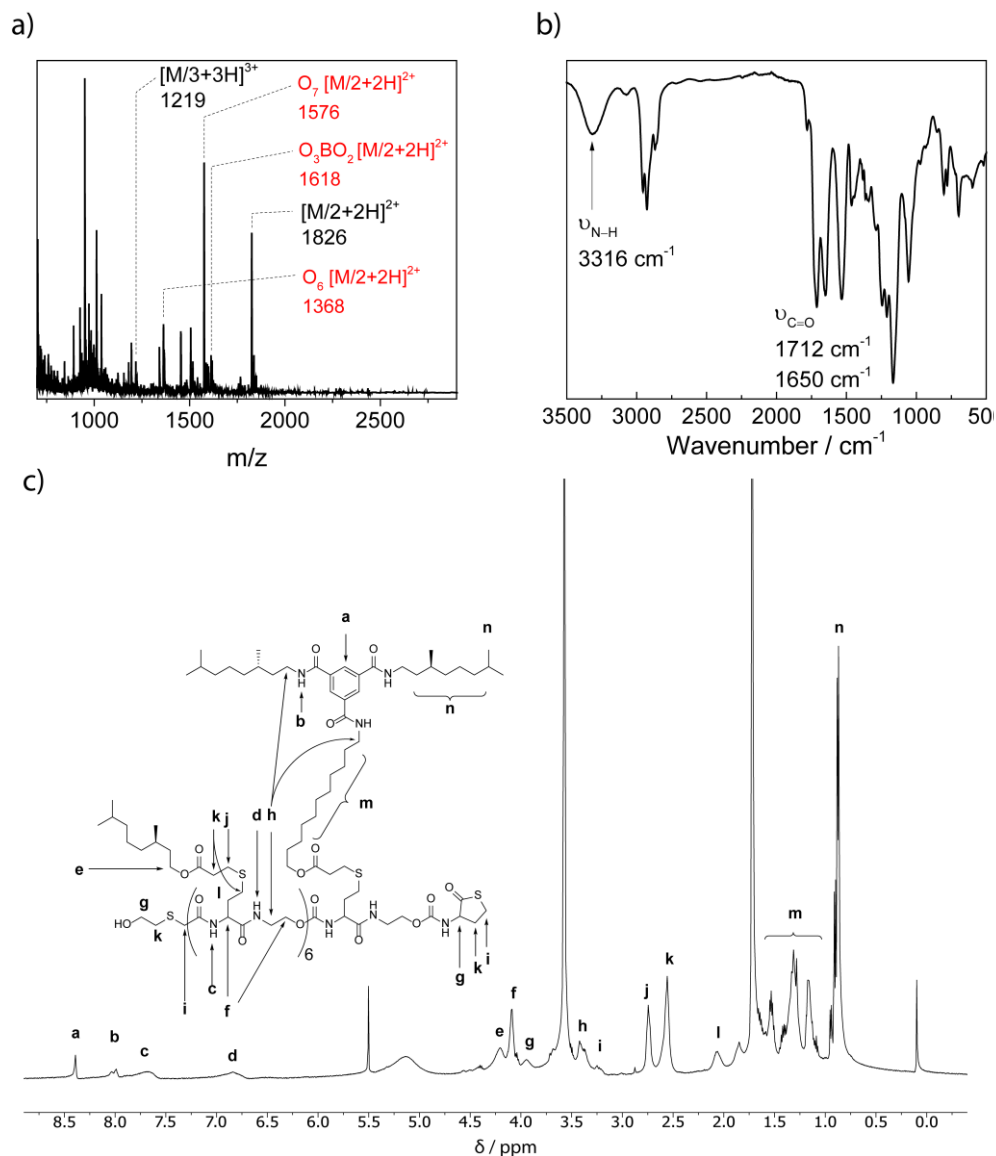 a)
[M/3+3H]3+
1219
O7 [M/2+2H]2+
1576
O3BO2 [M/2+2H]2+
1618
[M/2+2H]2+
1826
O6 [M/2+2H]2+
1368
1000 1500 2000 2500
m/z
b)
υN–H
3316 cm-1
υC=O
1712 cm-1
1650 cm-1
3500 3000 2500 2000 1500 1000 500
Wavenumber / cm-1
c)
a
n
O
O
N
H
N
H
b
n
O
NH
k j
d h
m
e
O
O
S
O
O
S
O
S
g
l
HO
S
O
N
H
H
N
O
O
O
H
N
O
H
N
O
O
N
H
k
6
g
k
i
i
c
f
a
b
c
d
e
f
g
h
i
j
k
l
m
n
8.5 8.0 7.5 7.0 6.5 6.0 5.5 5.0 4.5 4.0 3.5 3.0 2.5 2.0 1.5 1.0 0.5 0.0
δ / ppm